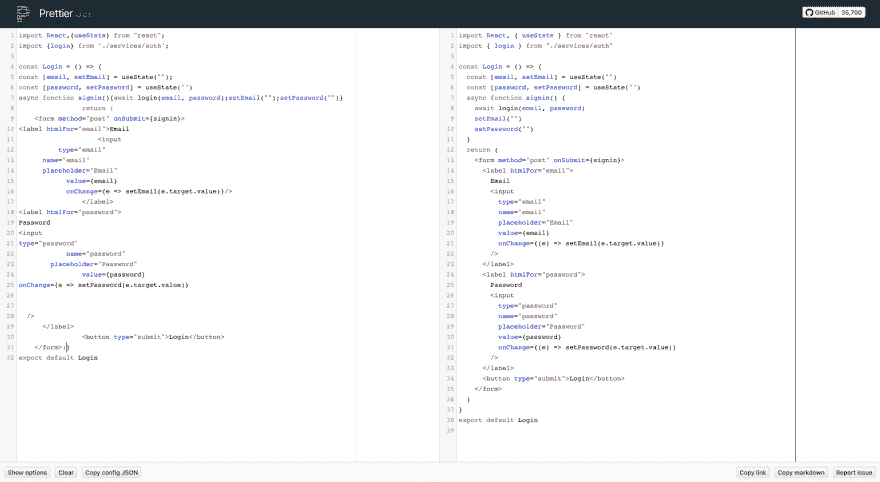 Prettier
GitHub 35,700
1 import React,{useState} from "react";
2 import {login} from './services/auth';
3
4 const Login = () => {
5 const [email, setEmail] = useState("");
6 const [password, setPassword] = useState("")
7 async function signin(){await login(email, password);setEmail("");setPassword("")}
8 return (
9 <form method="post" onSubmit={signin}>
10 <label htmlFor="email">Email
11 <input
12 type="email"
13 name="email"
14 placeholder="Email"
15 value={email}
16 onChange={e => setEmail(e.target.value)}/>
17 </label>
18 <label htmlFor="password">
19 Password
20 <input
21 type="password"
22 name="password"
23 placeholder="Password"
24 value={password}
25 onChange={e => setPassword(e.target.value)}
26
27
28 />
29 </label>
30 <button type="submit">Login</button>
31 </form>
32 export default Login
1 import React, { useState } from "react"
2 import { login } from "./services/auth"
3
4 const Login = () => {
5 const [email, setEmail] = useState("")
6 const [password, setPassword] = useState("")
7 async function signin() {
8 await login(email, password)
9 setEmail("")
10 setPassword("")
11 }
12 return (
13 <form method="post" onSubmit={signin}>
14 <label htmlFor="email">
15 Email
16 <input
17 type="email"
18 name="email"
19 placeholder="Email"
20 value={email}
21 onChange={(e) => setEmail(e.target.value)}
22 />
23 </label>
24 <label htmlFor="password">
25 Password
26 <input
27 type="password"
28 name="password"
29 placeholder="Password"
30 value={password}
31 onChange={(e) => setPassword(e.target.value)}
32 />
33 </label>
34 <button type="submit">Login</button>
35 </form>
36 )
37 }
38 export default Login
39
Show options Clear Copy config JSON Copy link Copy markdown Report issue